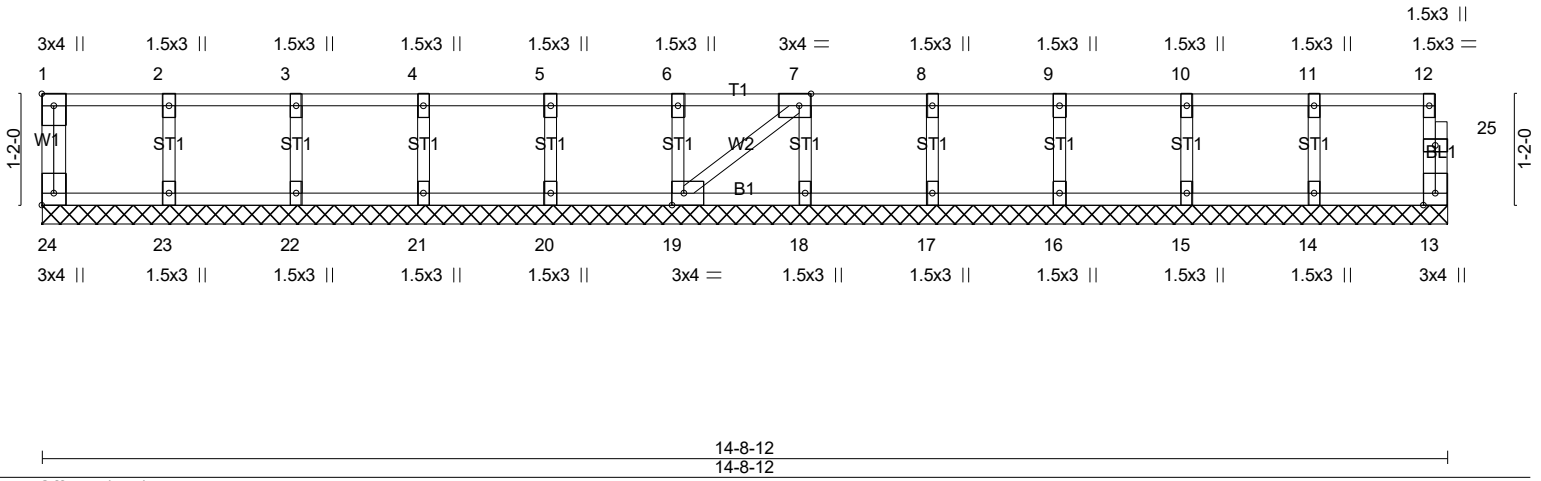 1.5x3 ||
3x4 || 1.5x3 || 1.5x3 || 1.5x3 || 1.5x3 || 1.5x3 || 3x4 = 1.5x3 || 1.5x3 || 1.5x3 || 1.5x3 || 1.5x3 =
1 2 3 4 5 6 7 8 9 10 11 12
T1
25
1-2-0 W1 ST1 ST1 ST1 ST1 ST1 W2 ST1 ST1 ST1 ST1 ST1 BL1 1-2-0
B1
24 23 22 21 20 19 18 17 16 15 14 13
3x4 || 1.5x3 || 1.5x3 || 1.5x3 || 1.5x3 || 3x4 = 1.5x3 || 1.5x3 || 1.5x3 || 1.5x3 || 1.5x3 || 3x4 ||
14-8-12
14-8-12